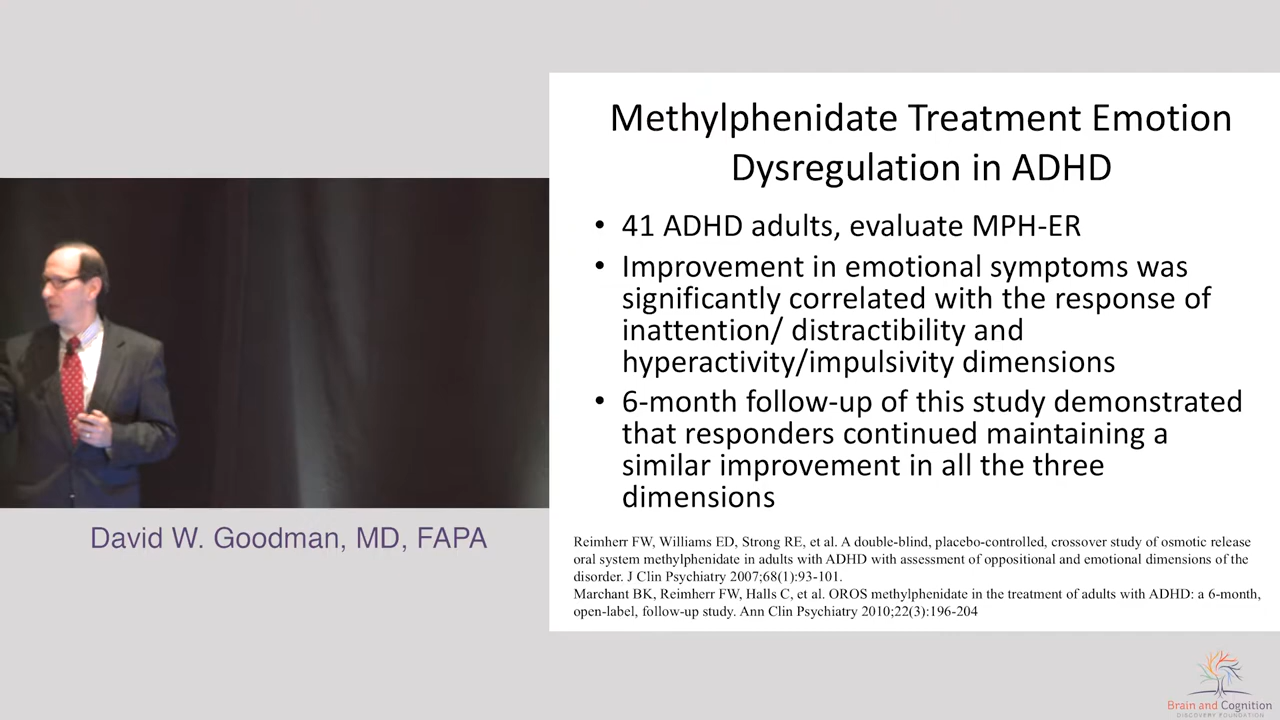 Methylphenidate Treatment Emotion
Dysregulation in ADHD
• 41 ADHD adults, evaluate MPH-ER
• Improvement in emotional symptoms was
significantly correlated with the response of
inattention/ distractibility and
hyperactivity/impulsivity dimensions
• 6-month follow-up of this study demonstrated
that responders continued maintaining a
similar improvement in all the three
dimensions
Reimherr FW, Williams ED, Strong RE, et al. A double-blind, placebo-controlled, crossover study of osmotic release
oral system methylphenidate in adults with ADHD with assessment of oppositional and emotional dimensions of the
disorder. J Clin Psychiatry 2007;68(1):93-101.
Marchant BK, Reimherr FW, Halls C, et al. OROS methylphenidate in the treatment of adults with ADHD: a 6-month,
open-label, follow-up study. Ann Clin Psychiatry 2010;22(3):196-204
David W. Goodman, MD, FAPA
Brain and Cognition
DISCOVERY FOUNDATION